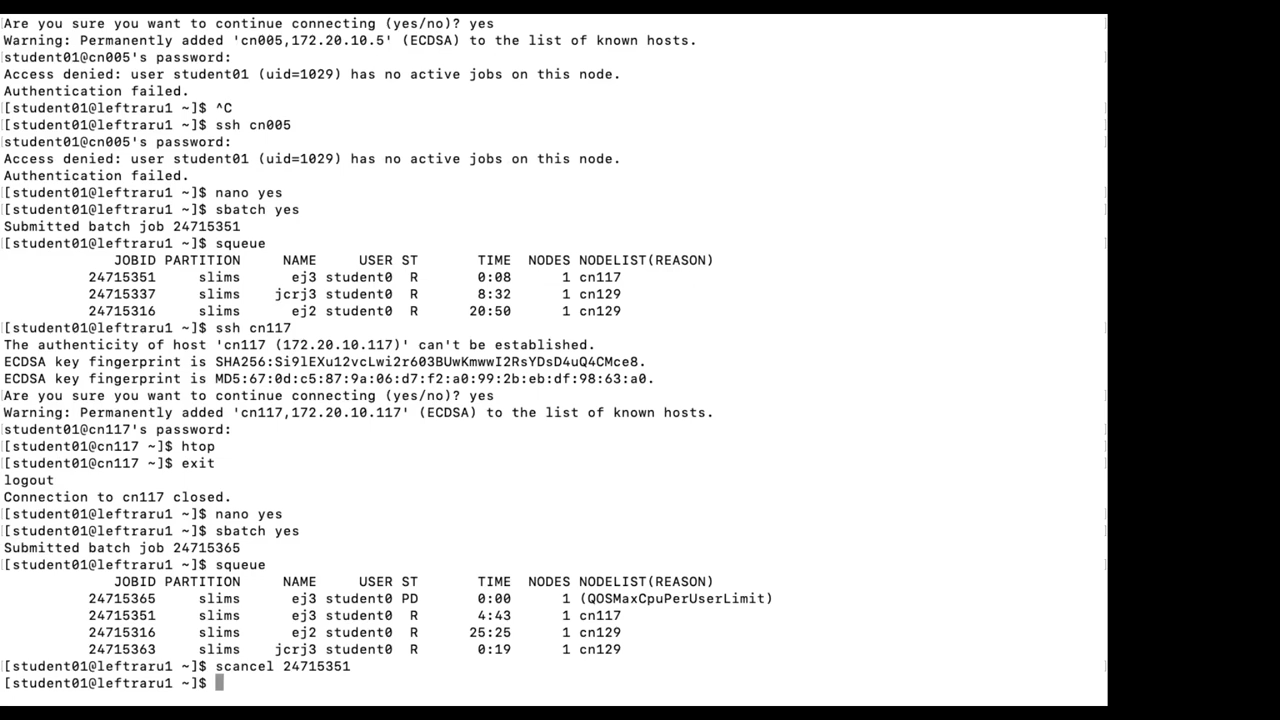 Are you sure you want to continue connecting (yes/no)? yes
Warning: Permanently added 'cn005,172.20.10.5' (ECDSA) to the list of known hosts.
student01@cn005's password:
Access denied: user student01 (uid=1029) has no active jobs on this node.
Authentication failed.
[student01@leftraru1 ~]$ ^C
[student01@leftraru1 ~]$ ssh cn005
student01@cn005's password:
Access denied: user student01 (uid=1029) has no active jobs on this node.
Authentication failed.
[student01@leftraru1 ~]$ nano yes
[student01@leftraru1 ~]$ sbatch yes
Submitted batch job 24715351
[student01@leftraru1 ~]$ squeue
JOBID PARTITION NAME USER ST TIME NODES NODELIST(REASON)
24715351 slims ej3 student0 R 0:08 1 cn117
24715337 slims jcrj3 student0 R 8:32 1 cn129
24715316 slims ej2 student0 R 20:50 1 cn129
[student01@leftraru1 ~]$ ssh cn117
The authenticity of host 'cn117 (172.20.10.117)' can't be established.
ECDSA key fingerprint is SHA256:Si9lEXu12vcLwi2r603BUwKmwwI2RsYDsD4uQ4CMce8.
ECDSA key fingerprint is MD5:67:0d:c5:87:9a:06:d7:f2:a0:99:2b:eb:df:98:63:a0.
Are you sure you want to continue connecting (yes/no)? yes
Warning: Permanently added 'cn117,172.20.10.117' (ECDSA) to the list of known hosts.
student01@cn117's password:
[student01@cn117 ~]$ htop
[student01@cn117 ~]$ exit
logout
Connection to cn117 closed.
[student01@leftraru1 ~]$ nano yes
[student01@leftraru1 ~]$ sbatch yes
Submitted batch job 24715365
[student01@leftraru1 ~]$ squeue
JOBID PARTITION NAME USER ST TIME NODES NODELIST(REASON)
24715365 slims ej3 student0 PD 0:00 1 (QOSMaxCpuPerUserLimit)
24715351 slims ej3 student0 R 4:43 1 cn117
24715316 slims ej2 student0 R 25:25 1 cn129
24715363 slims jcrj3 student0 R 0:19 1 cn129
[student01@leftraru1 ~]$ scancel 24715351
[student01@leftraru1 ~]$